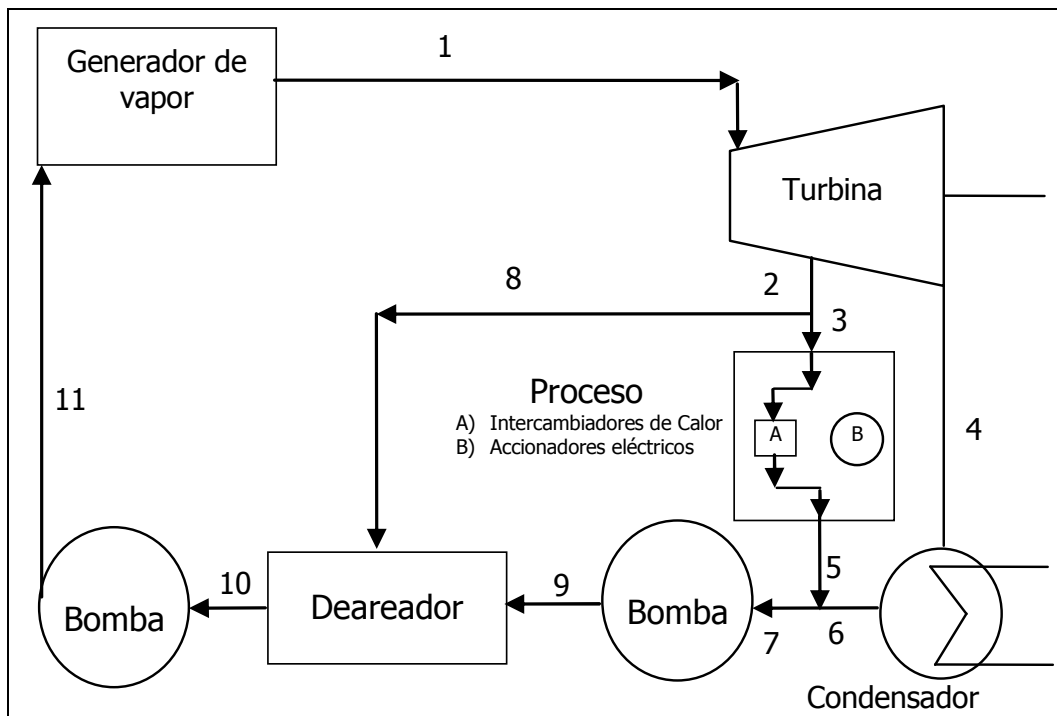 1
Generador de
vapor
Turbina
2
8
3
Proceso
A) Intercambiadores de Calor
B) Accionadores eléctricos
A
B
11
4
5
10
9
Deareador
Bomba
Bomba
7
6
Condensador